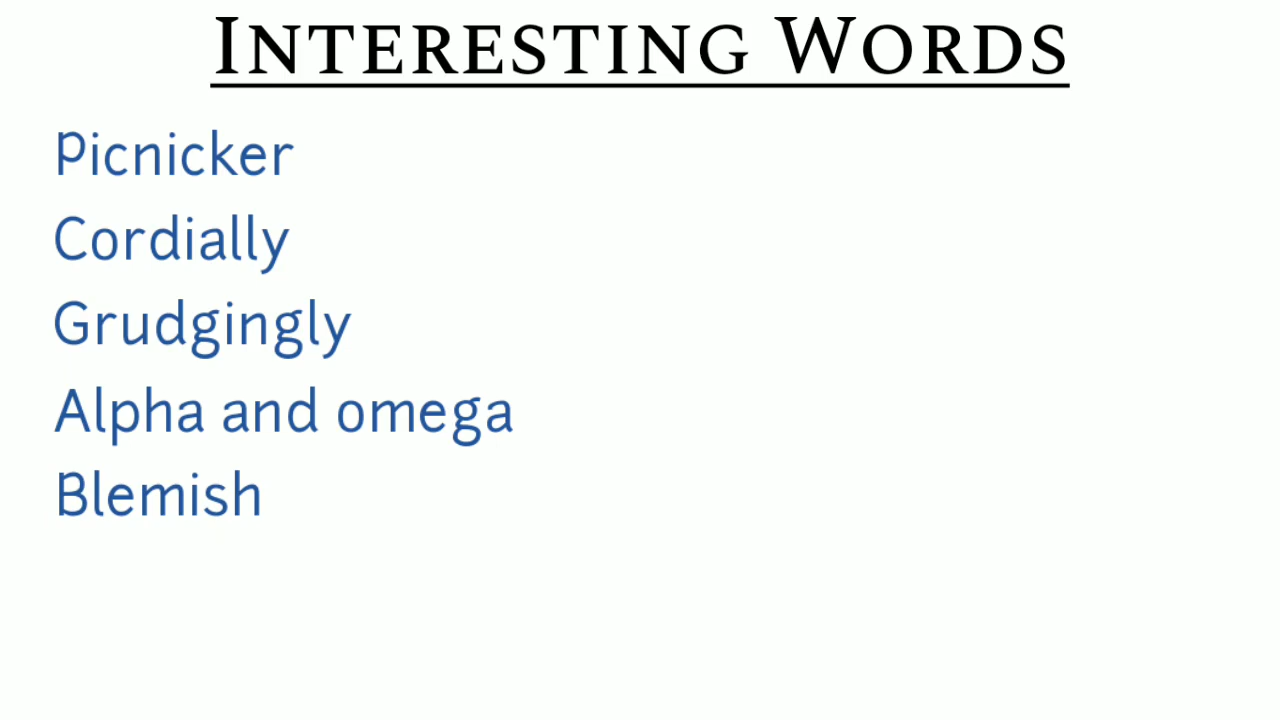 Interesting Words
Picnicker
Cordially
Grudgingly
Alpha and omega
Blemish